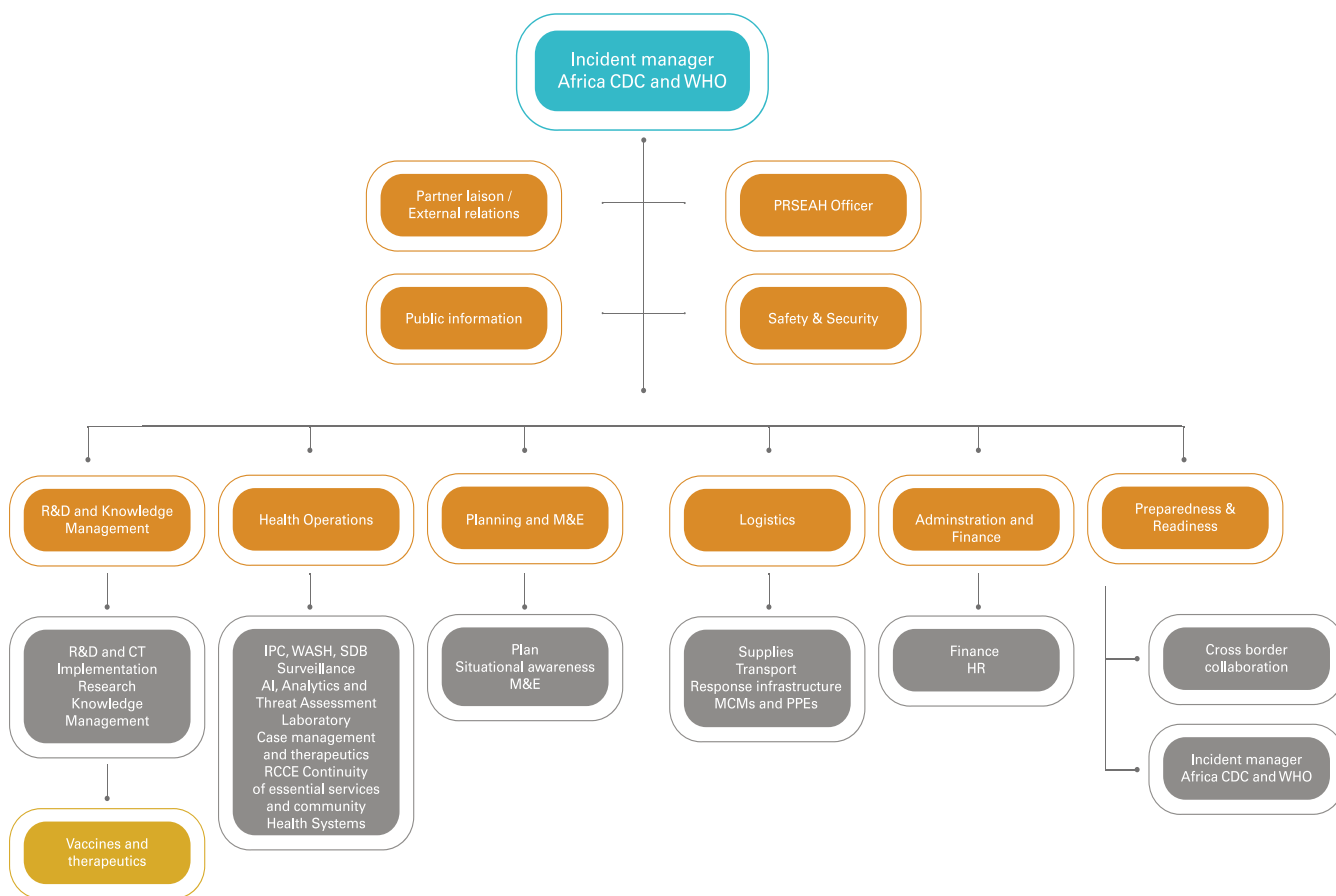 Incident manager
Africa CDC and WHO
Partner liaison /
External relations
PRSEAH Officer
Public information
Safety & Security
R&D and Knowledge
Management
Health Operations
Planning and M&E
Logistics
Adminstration and
Finance
Preparedness &
Readiness
R&D and CT
Implementation
Research
Knowledge
Management
IPC, WASH, SDB
Surveillance
AI, Analytics and
Threat Assessment
Laboratory
Case management
and therapeutics
RCCE Continuity
of essential services
and community
Health Systems
Plan
Situational awareness
M&E
Supplies
Transport
Response infrastructure
MCMs and PPEs
Finance
HR
Cross border
collaboration
Incident manager
Africa CDC and WHO
Vaccines and
therapeutics